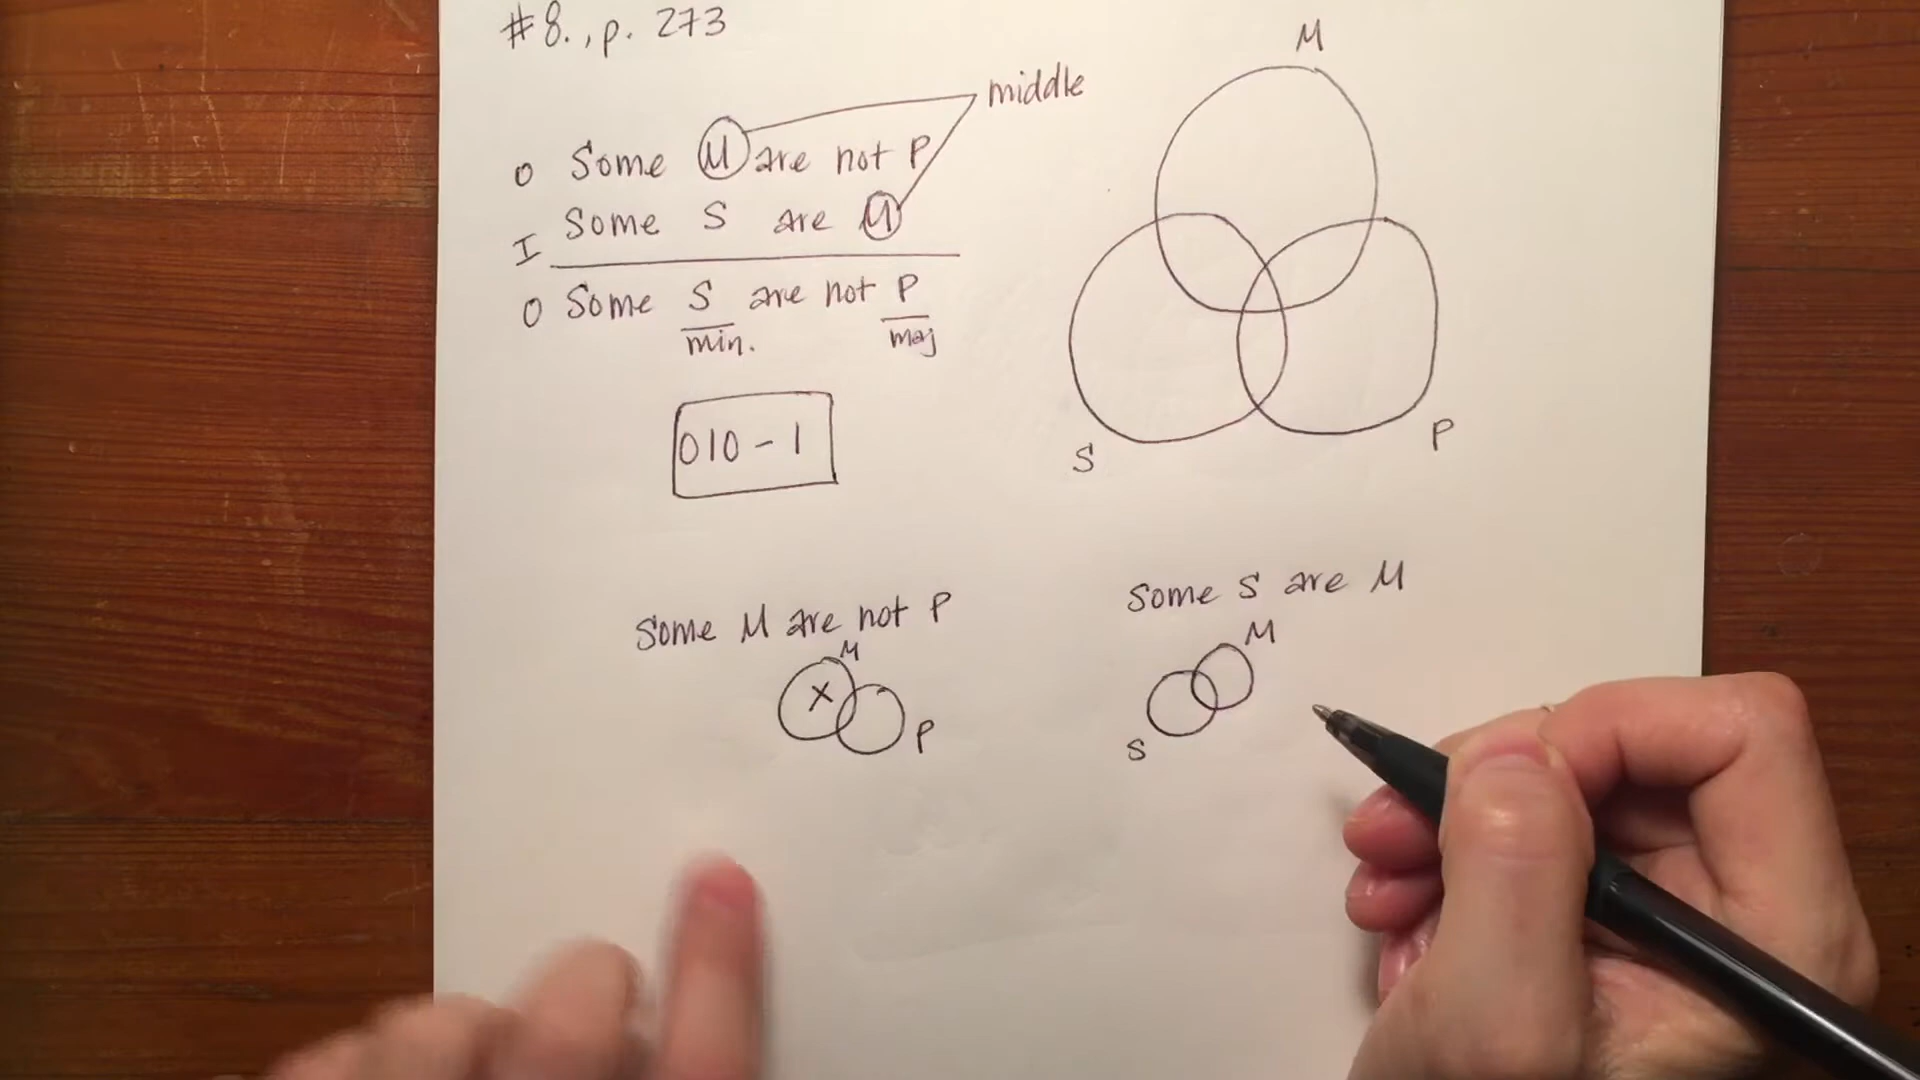 #8., p. 273
middle
O Some M are not P
I Some S are M
O Some S are not P
min. maj
OIO - 1
M
S
P
Some M are not P
M
X
P
Some S are M
M
S